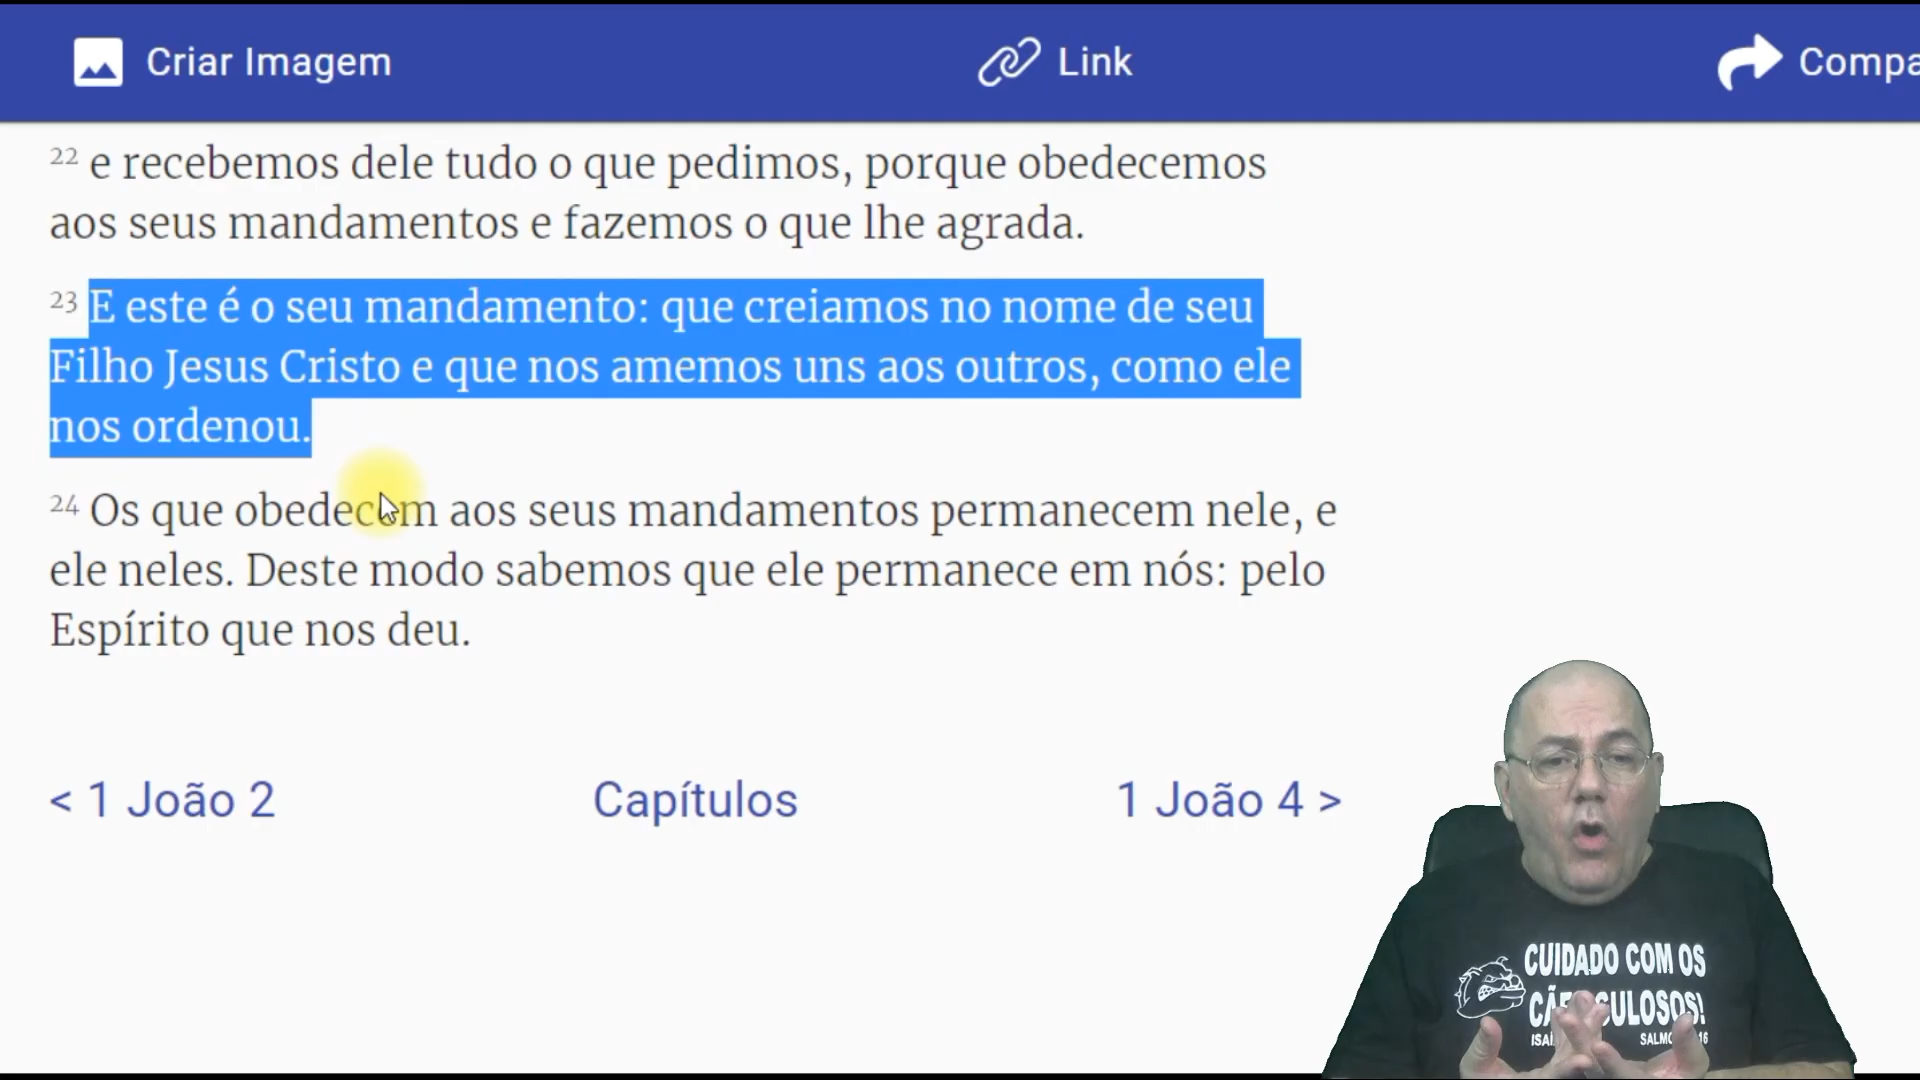 Criar Imagem
Link
Compa
22 e recebemos dele tudo o que pedimos, porque obedecemos
aos seus mandamentos e fazemos o que lhe agrada.
23 E este é o seu mandamento: que creiamos no nome de seu
Filho Jesus Cristo e que nos amemos uns aos outros, como ele
nos ordenou.
24 Os que obedecem aos seus mandamentos permanecem nele, e
ele neles. Deste modo sabemos que ele permanece em nós: pelo
Espírito que nos deu.
< 1 João 2
Capítulos
1 João 4 >
CUIDADO COM OS